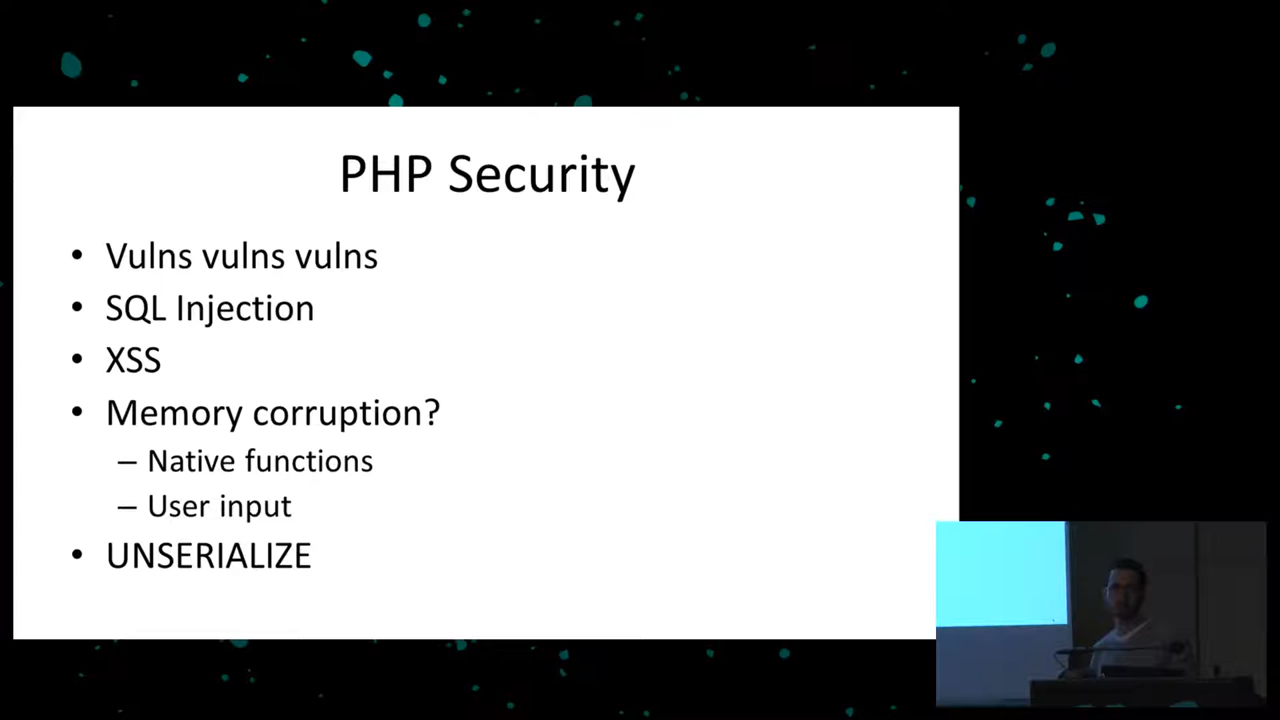 PHP Security
• Vulns vulns vulns
• SQL Injection
• XSS
• Memory corruption?
– Native functions
– User input
• UNSERIALIZE